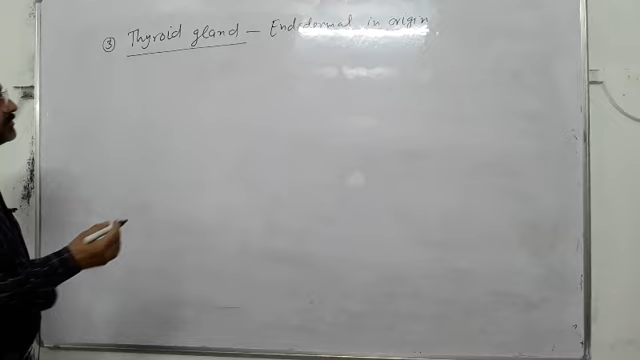 ③ Thyroid gland – Endodermal in origin